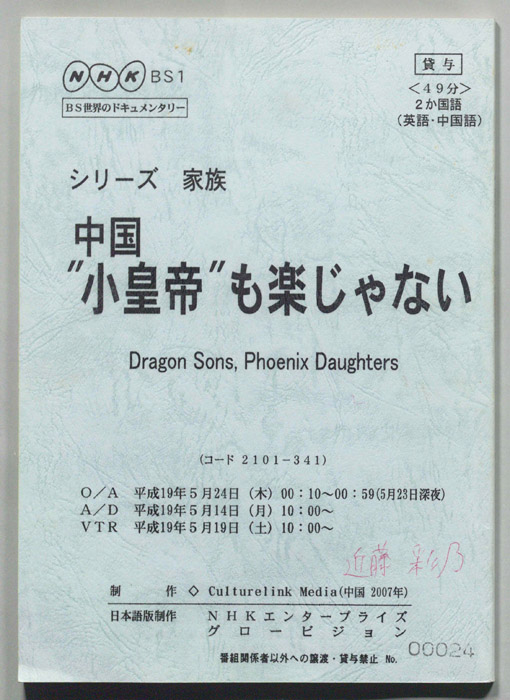 NHK BS1
貸与
BS世界のドキュメンタリー
＜４９分＞
２か国語
（英語・中国語）
シリーズ　家族
中国
”小皇帝”も楽じゃない
Dragon Sons, Phoenix Daughters
(コード 2101－341)
Ｏ／Ａ　平成19年５月24日（木）00：10～00：59(5月23日深夜)
Ａ／Ｄ　平成19年５月14日（月）10：00～
ＶＴＲ　平成19年５月19日（土）10：00～
近藤 彩乃
制　　作 ◇ Culturelink Media(中国 2007年)
日本語版制作　ＮＨＫエンタープライズ
グロービジョン
番組関係者以外への譲渡・貸与禁止 No. 00024